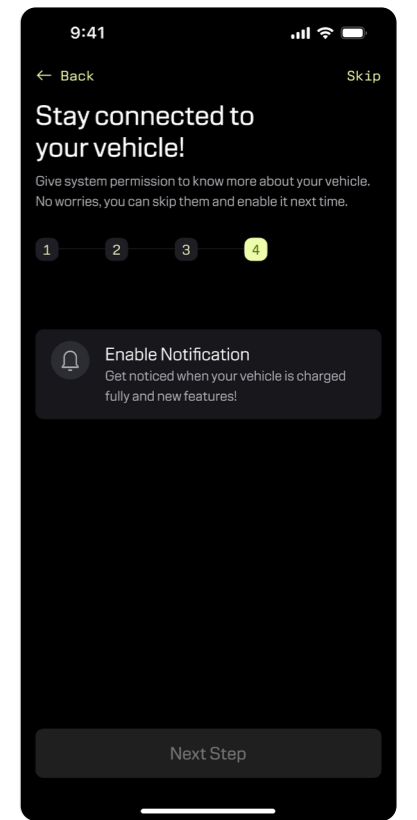 9:41
← Back Skip
Stay connected to
your vehicle!
Give system permission to know more about your vehicle.
No worries, you can skip them and enable it next time.
1 2 3 4
Enable Notification
Get noticed when your vehicle is charged
fully and new features!
Next Step